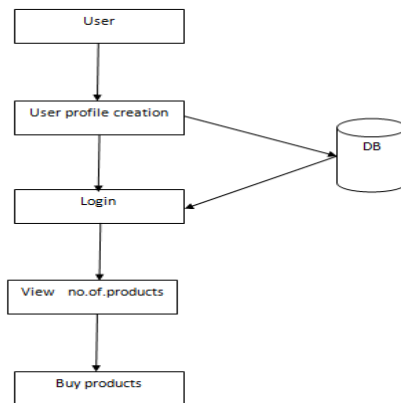 User
User profile creation
DB
Login
View no.of.products
Buy products